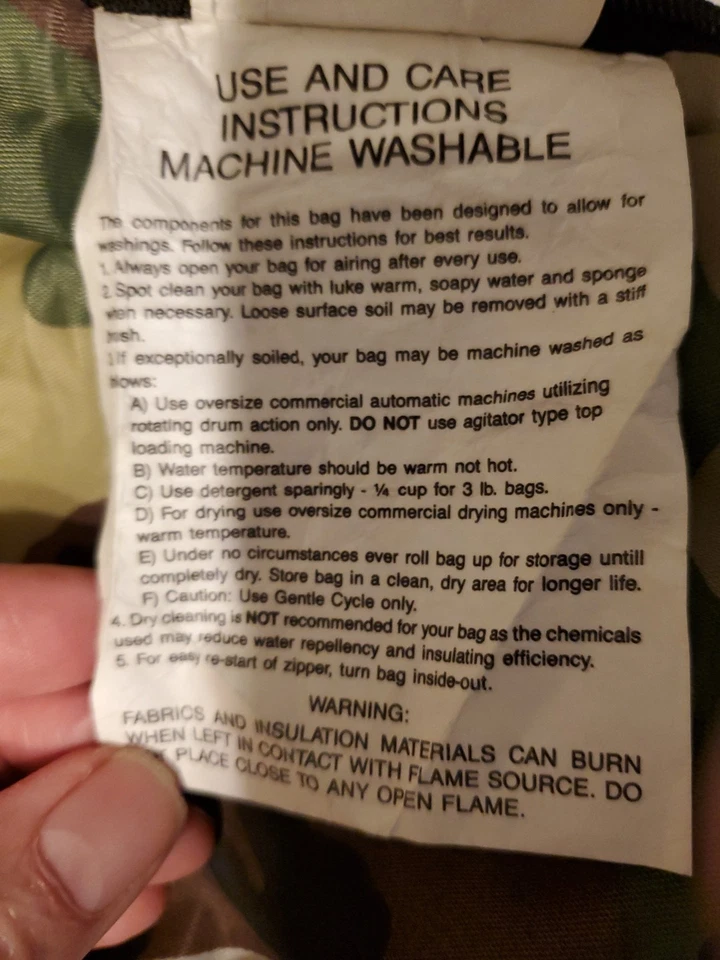 USE AND CARE
INSTRUCTIONS
MACHINE WASHABLE
The components for this bag have been designed to allow for
washings. Follow these instructions for best results.
1. Always open your bag for airing after every use.
2. Spot clean your bag with luke warm, soapy water and sponge
when necessary. Loose surface soil may be removed with a stiff
If exceptionally soiled, your bag may be machine washed as
A) Use oversize commercial automatic machines utilizing
rotating drum action only. DO NOT use agitator type top
loading machine.
B) Water temperature should be warm not hot.
C) Use detergent sparingly - ¼ cup for 3 lb. bags.
D) For drying use oversize commercial drying machines only -
warm temperature.
E) Under no circumstances ever roll bag up for storage untill
completely dry. Store bag in a clean, dry area for longer life.
F) Caution: Use Gentle Cycle only.
4. Dry cleaning is NOT recommended for your bag as the chemicals
used may reduce water repellency and insulating efficiency.
5. For easy re-start of zipper, turn bag inside-out.
WARNING:
FABRICS AND INSULATION MATERIALS CAN BURN
WHEN LEFT IN CONTACT WITH FLAME SOURCE. DO
PLACE CLOSE TO ANY OPEN FLAME.